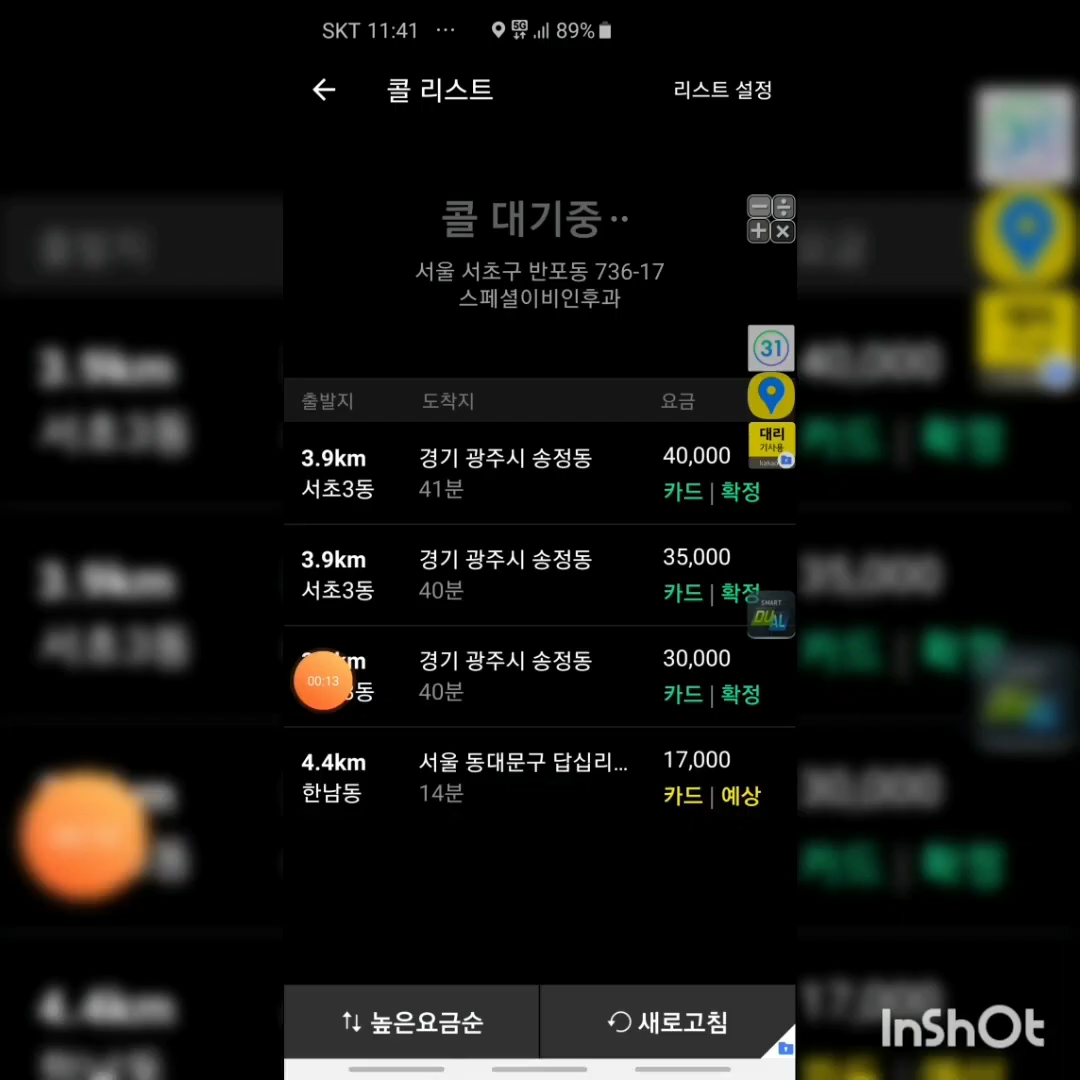 SKT 11:41 ··· 5G 89%
콜 리스트 리스트 설정
콜 대기중··
서울 서초구 반포동 736-17
스페셜이비인후과
31
출발지 도착지 요금
대리
기사용
3.9km 경기 광주시 송정동 40,000
서초3동 41분 카드 | 확정
3.9km 경기 광주시 송정동 35,000
서초3동 40분 카드 | 확정
SMART
DUAL
m 경기 광주시 송정동 30,000
00:13 동 40분 카드 | 확정
4.4km 서울 동대문구 답십리... 17,000
한남동 14분 카드 | 예상
높은요금순 새로고침
InShOt